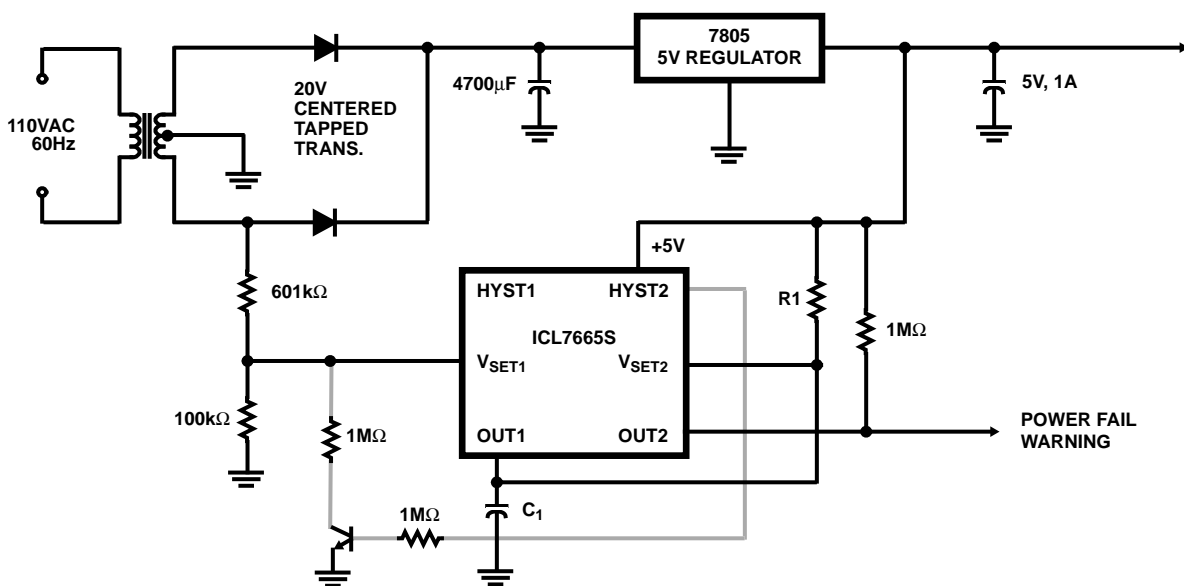 7805
5V REGULATOR
4700μF
5V, 1A
20V
CENTERED
TAPPED
TRANS.
110VAC
60Hz
+5V
601kΩ
HYST1
HYST2
R1
1MΩ
ICL7665S
VSET1
VSET2
100kΩ
1MΩ
OUT1
OUT2
POWER FAIL
WARNING
1MΩ
C1